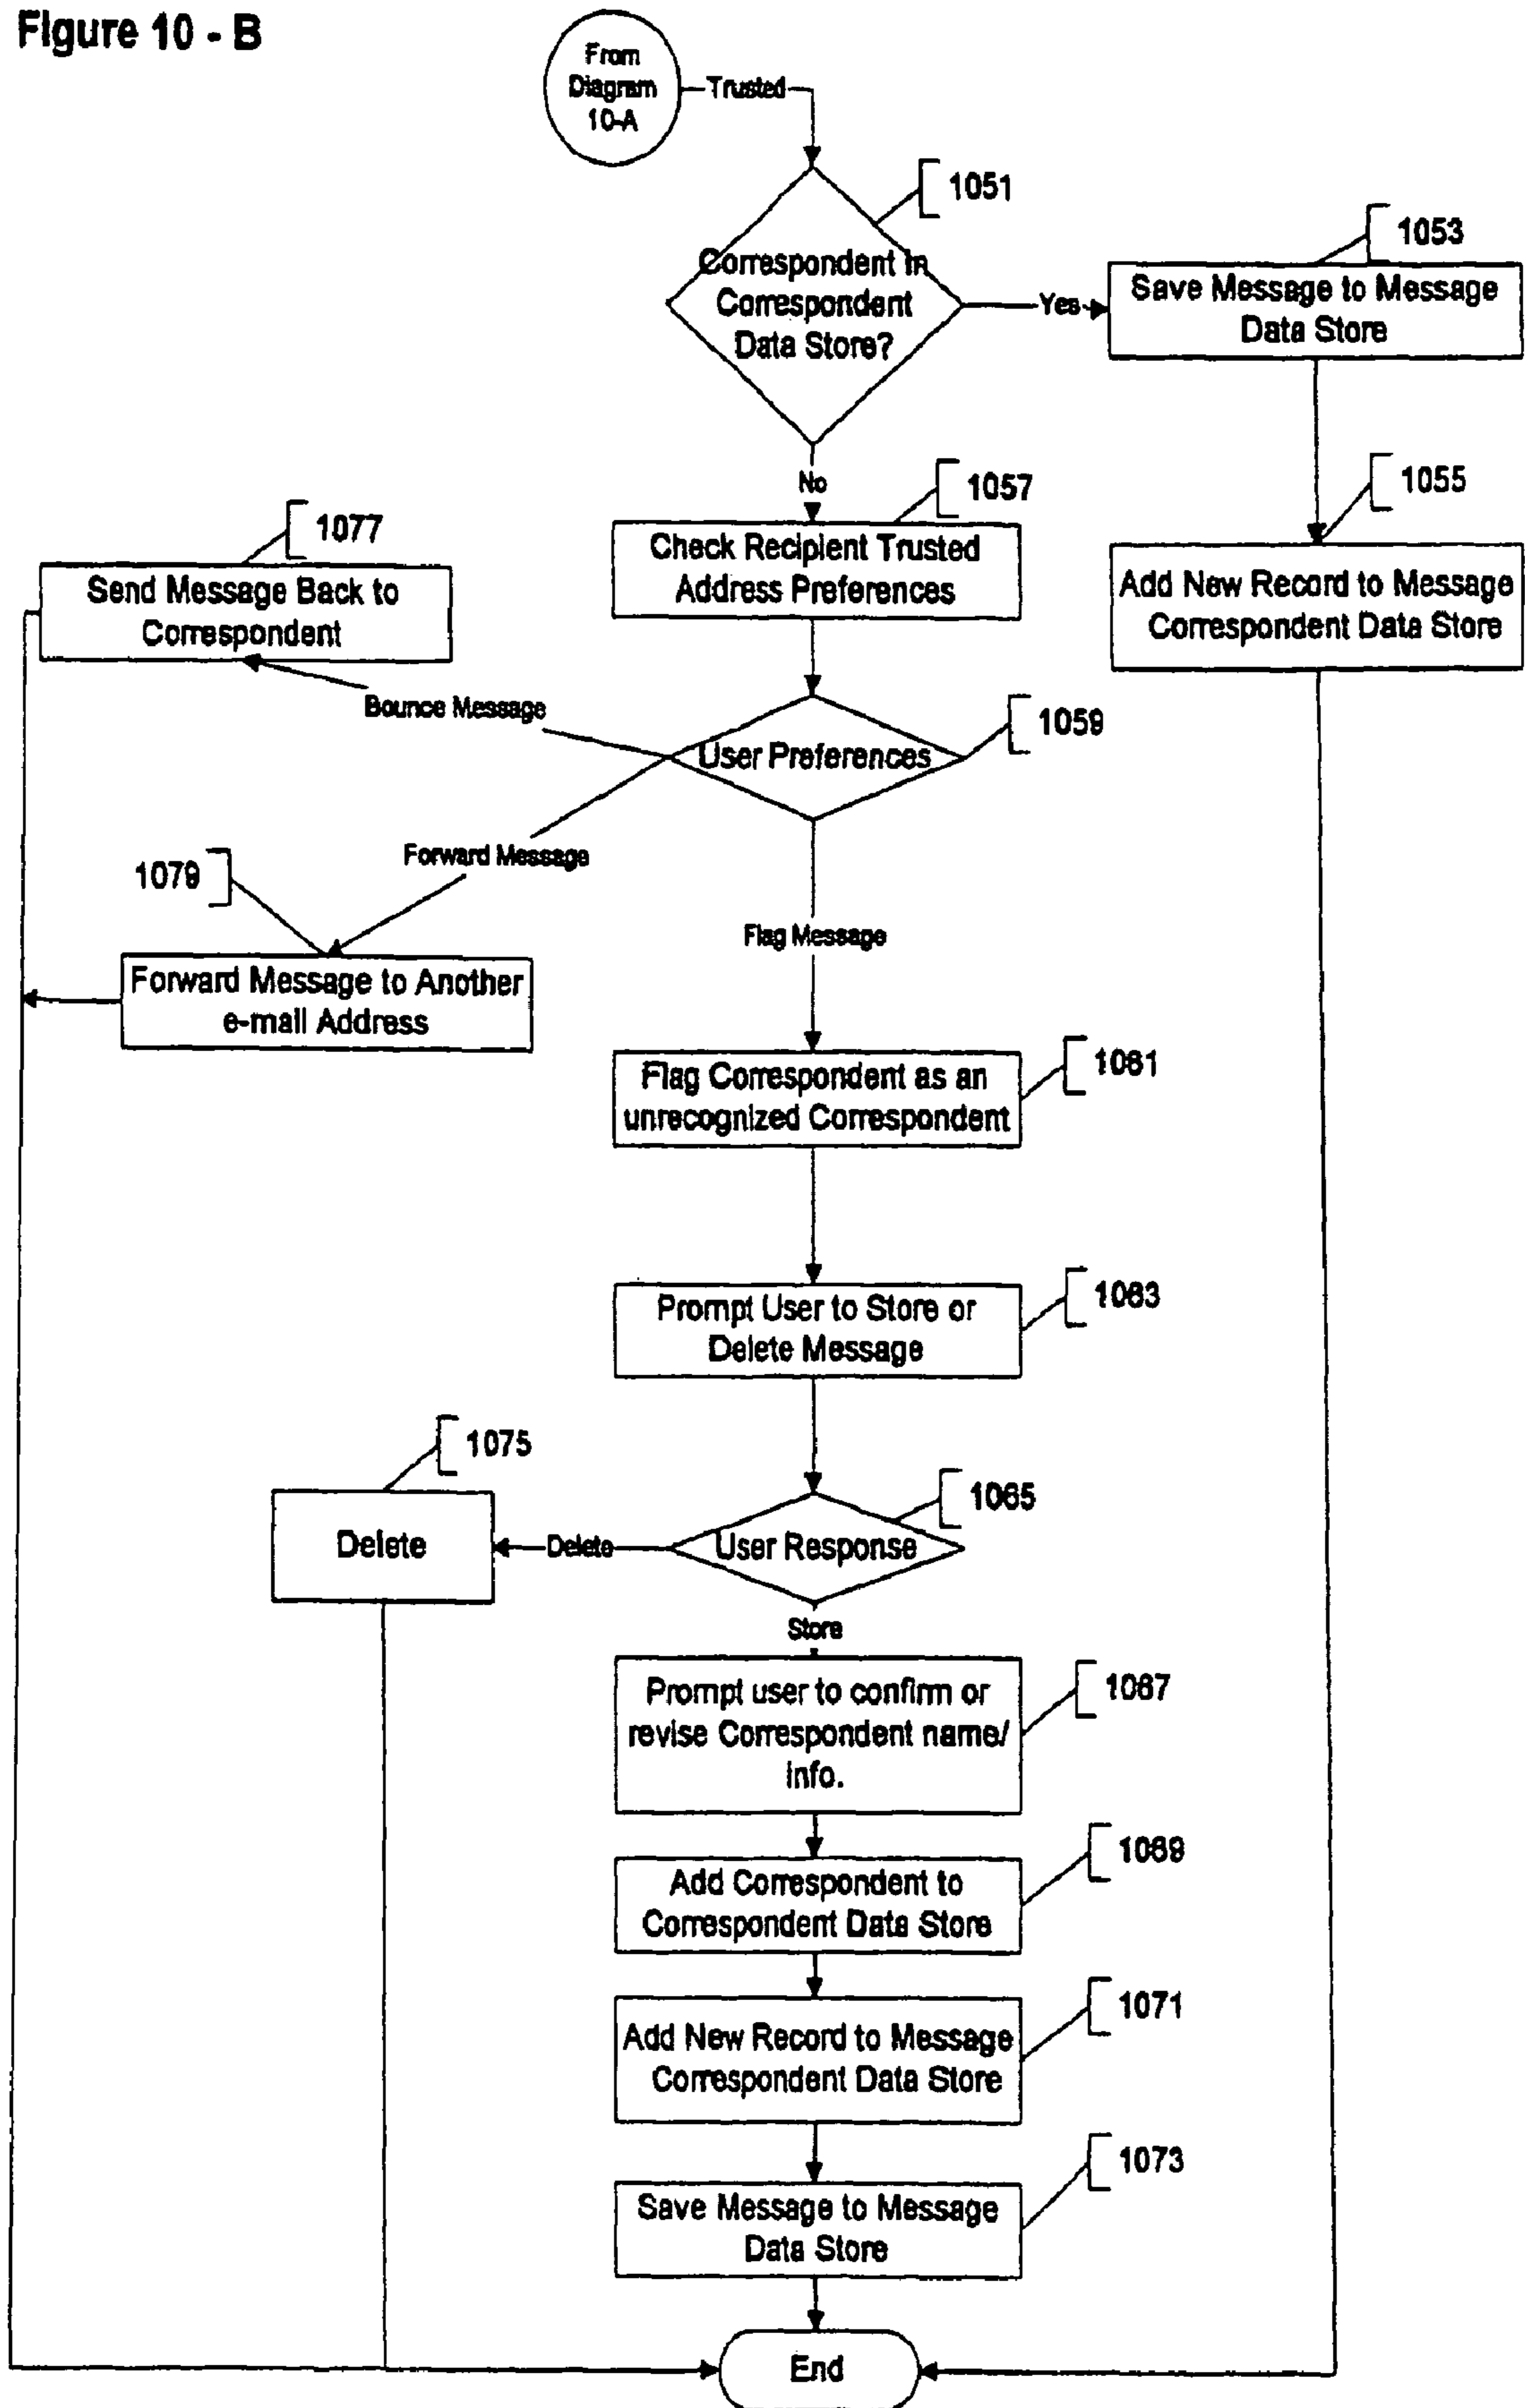 Figure 10 - B
From
Diagram
10-A
Trusted
1051
Correspondent in
Correspondent
Data Store?
Yes
1053
Save Message to Message
Data Store
No
1057
Check Recipient Trusted
Address Preferences
1055
Add New Record to Message
Correspondent Data Store
1077
Send Message Back to
Correspondent
Bounce Message
User Preferences
1059
Forward Message
1079
Forward Message to Another
e-mail Address
Flag Message
Flag Correspondent as an
unrecognized Correspondent
1061
Prompt User to Store or
Delete Message
1063
1075
Delete
Delete
User Response
1065
Store
Prompt user to confirm or
revise Correspondent name/
info.
1067
Add Correspondent to
Correspondent Data Store
1069
Add New Record to Message
Correspondent Data Store
1071
Save Message to Message
Data Store
1073
End